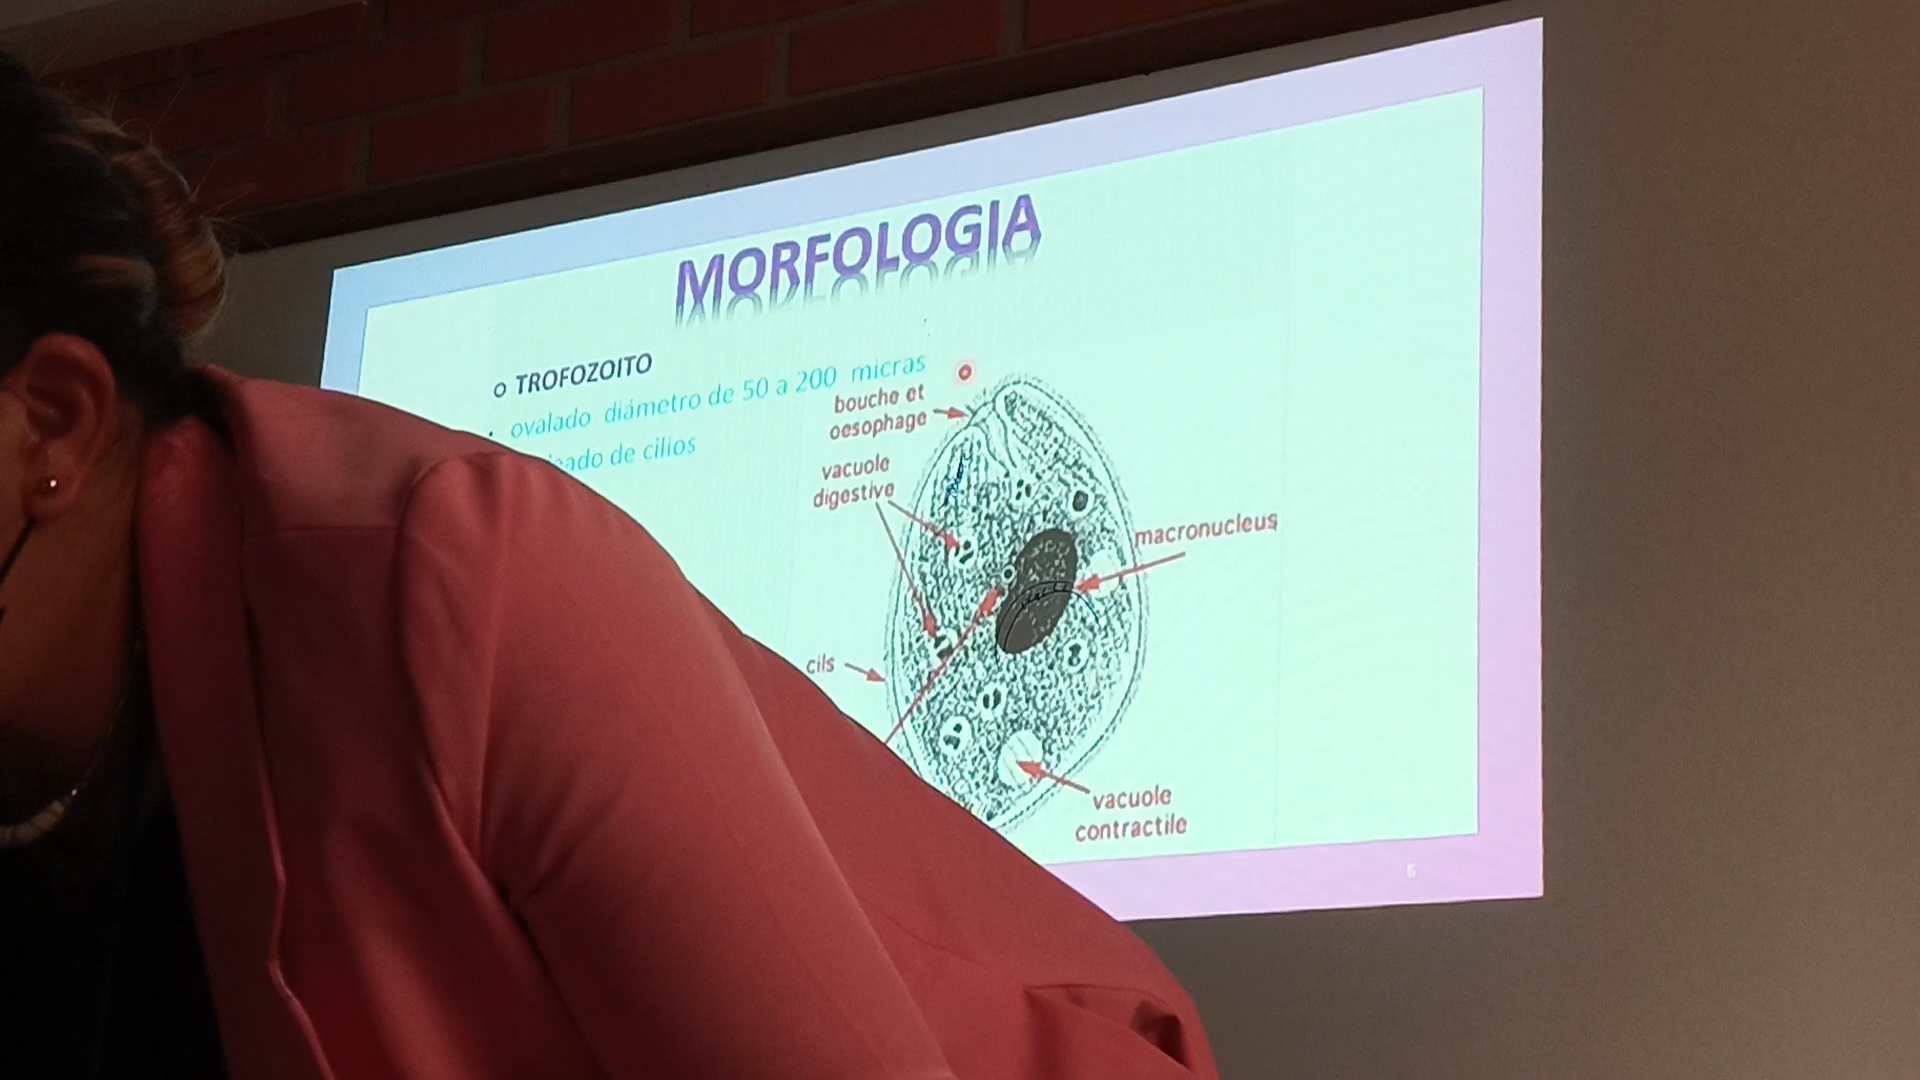 MORFOLOGIA
o TROFOZOITO
ovalado diámetro de 50 a 200 micras
de cilios
bouche et
oesophage
vacuole
digestive
macronucleus
cils
vacuole
contractile
6